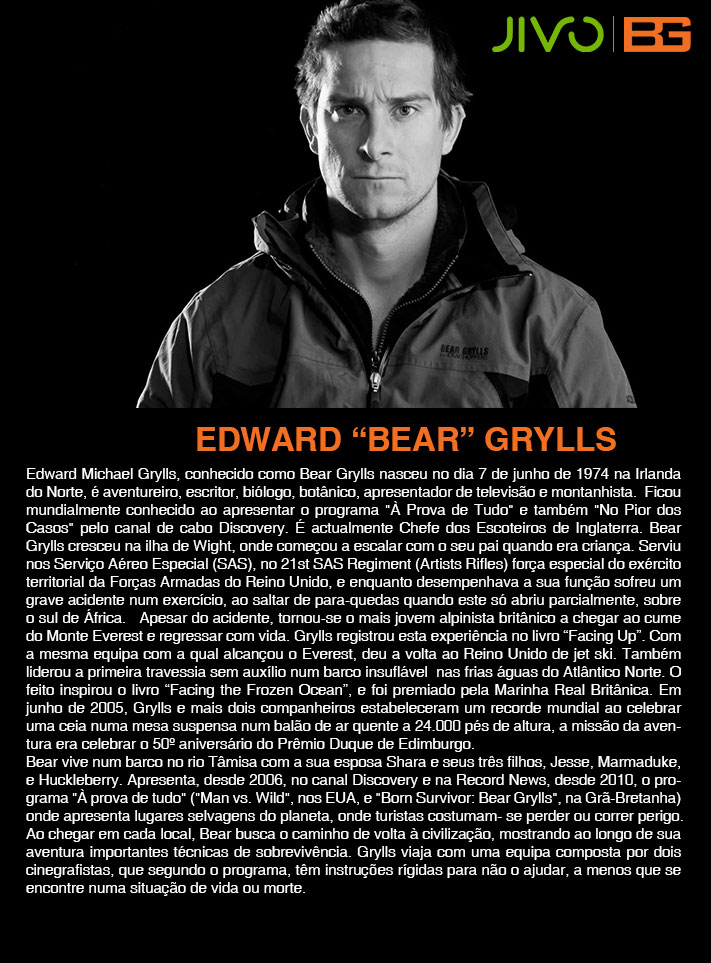 JIVO | BG
BEAR GRYLLS
EDWARD “BEAR” GRYLLS
Edward Michael Grylls, conhecido como Bear Grylls nasceu no dia 7 de junho de 1974 na Irlanda
do Norte, é aventureiro, escritor, biólogo, botânico, apresentador de televisão e montanhista. Ficou
mundialmente conhecido ao apresentar o programa "À Prova de Tudo" e também "No Pior dos
Casos" pelo canal de cabo Discovery. É actualmente Chefe dos Escoteiros de Inglaterra. Bear
Grylls cresceu na ilha de Wight, onde começou a escalar com o seu pai quando era criança. Serviu
nos Serviço Aéreo Especial (SAS), no 21st SAS Regiment (Artists Rifles) força especial do exército
territorial da Forças Armadas do Reino Unido, e enquanto desempenhava a sua função sofreu um
grave acidente num exercício, ao saltar de para-quedas quando este só abriu parcialmente, sobre
o sul de África. Apesar do acidente, tornou-se o mais jovem alpinista britânico a chegar ao cume
do Monte Everest e regressar com vida. Grylls registrou esta experiência no livro “Facing Up”. Com
a mesma equipa com a qual alcançou o Everest, deu a volta ao Reino Unido de jet ski. Também
liderou a primeira travessia sem auxílio num barco insuflável nas frias águas do Atlântico Norte. O
feito inspirou o livro “Facing the Frozen Ocean”, e foi premiado pela Marinha Real Britânica. Em
junho de 2005, Grylls e mais dois companheiros estabeleceram um recorde mundial ao celebrar
uma ceia numa mesa suspensa num balão de ar quente a 24.000 pés de altura, a missão da aven-
tura era celebrar o 50º aniversário do Prêmio Duque de Edimburgo.
Bear vive num barco no rio Tâmisa com a sua esposa Shara e seus três filhos, Jesse, Marmaduke,
e Huckleberry. Apresenta, desde 2006, no canal Discovery e na Record News, desde 2010, o pro-
grama "À prova de tudo" ("Man vs. Wild", nos EUA, e "Born Survivor: Bear Grylls", na Grã-Bretanha)
onde apresenta lugares selvagens do planeta, onde turistas costumam- se perder ou correr perigo.
Ao chegar em cada local, Bear busca o caminho de volta à civilização, mostrando ao longo de sua
aventura importantes técnicas de sobrevivência. Grylls viaja com uma equipa composta por dois
cinegrafistas, que segundo o programa, têm instruções rígidas para não o ajudar, a menos que se
encontre numa situação de vida ou morte.